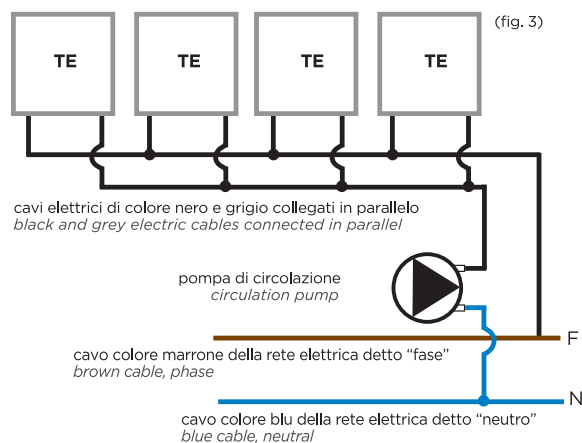 (fig. 3)
TE TE TE TE
cavi elettrici di colore nero e grigio collegati in parallelo
black and grey electric cables connected in parallel
pompa di circolazione
circulation pump
F
cavo colore marrone della rete elettrica detto “fase”
brown cable, phase
N
cavo colore blu della rete elettrica detto “neutro”
blue cable, neutral